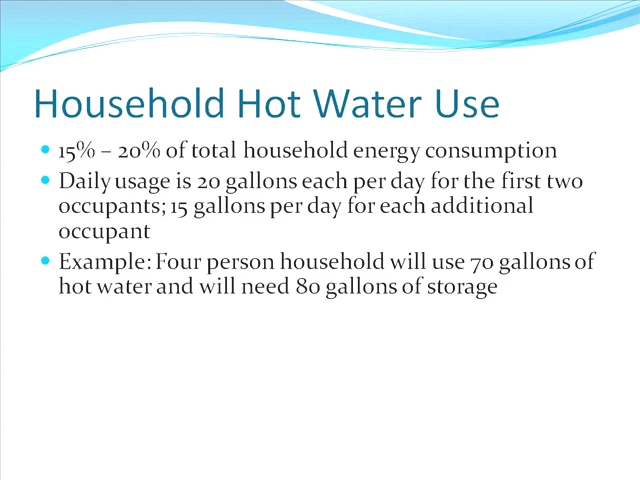 Household Hot Water Use
• 15% – 20% of total household energy consumption
• Daily usage is 20 gallons each per day for the first two
occupants; 15 gallons per day for each additional
occupant
• Example: Four person household will use 70 gallons of
hot water and will need 80 gallons of storage